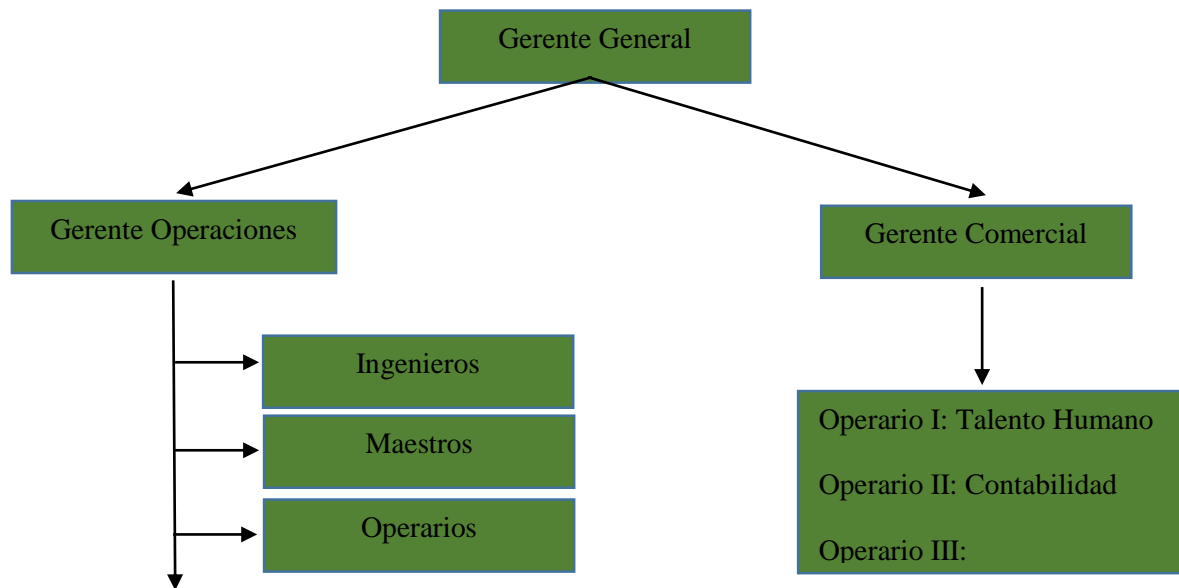 Gerente General
Gerente Operaciones
Gerente Comercial
Ingenieros
Maestros
Operarios
Operario I: Talento Humano
Operario II: Contabilidad
Operario III: